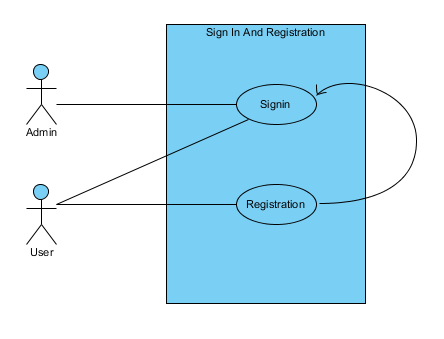 Sign In And Registration
Signin
Admin
Registration
User